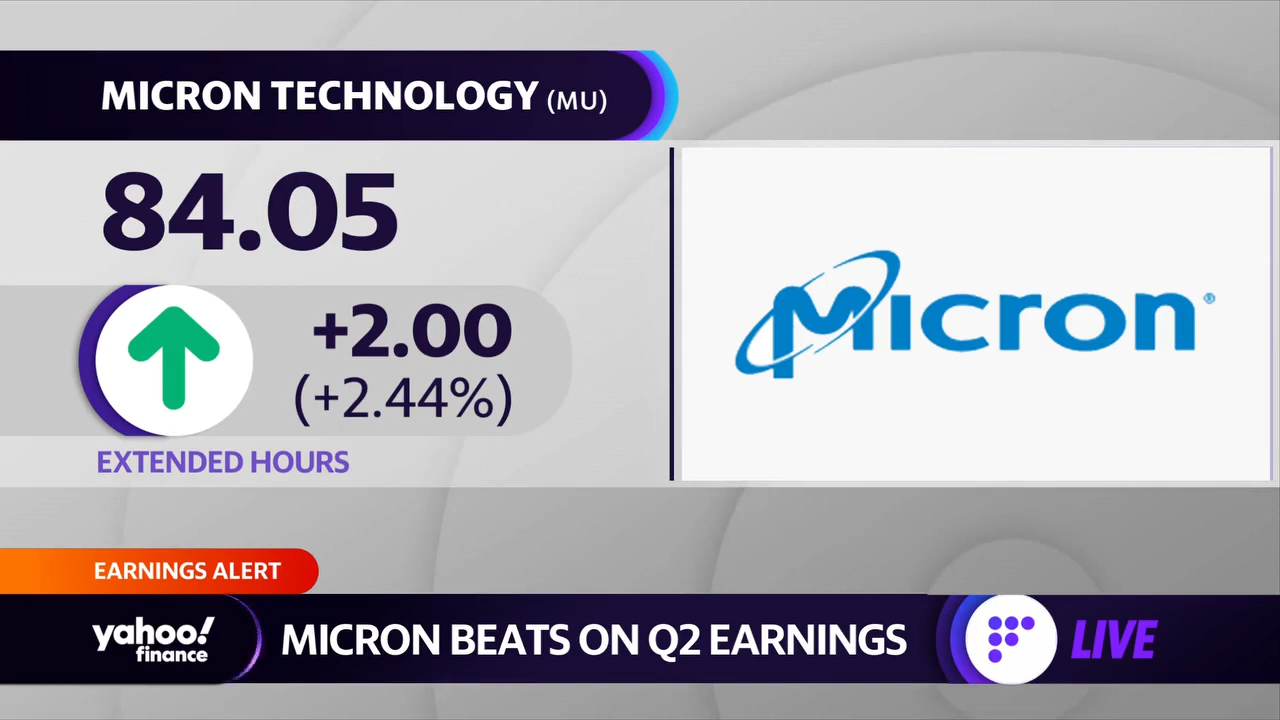 MICRON TECHNOLOGY (MU)
84.05
+2.00
(+2.44%)
EXTENDED HOURS
Micron®
EARNINGS ALERT
yahoo!
finance
MICRON BEATS ON Q2 EARNINGS
LIVE